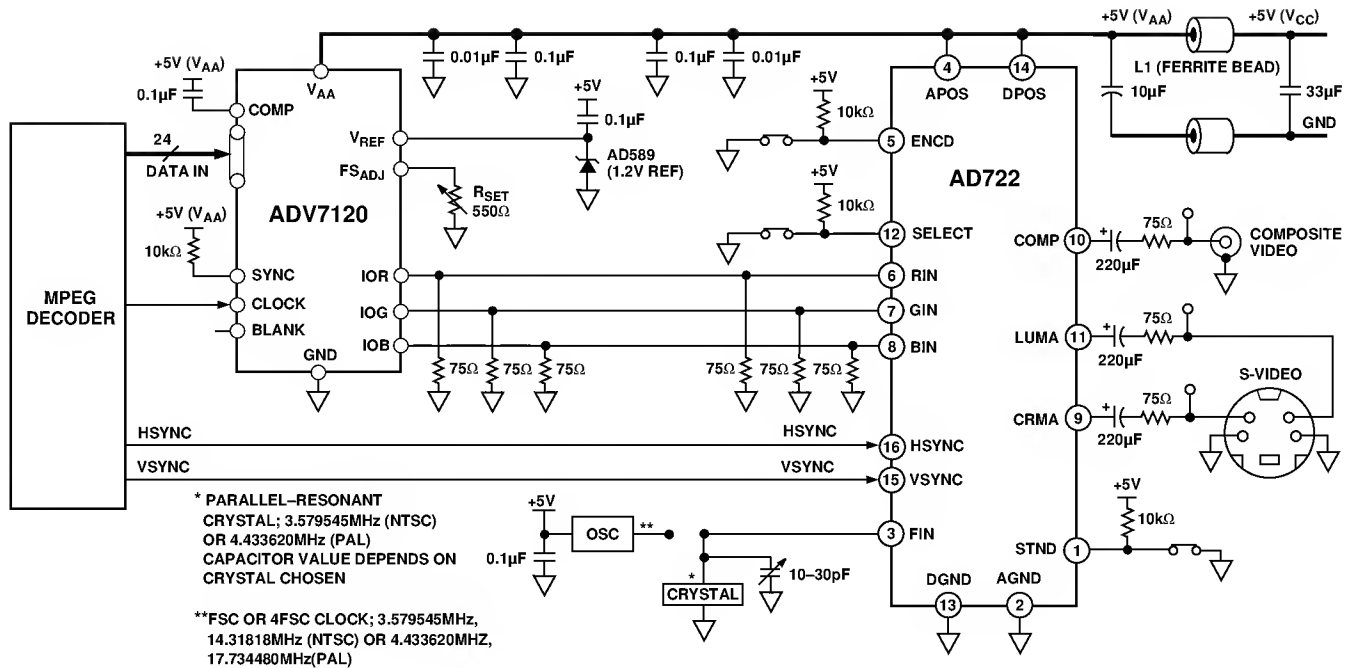 +5V (VAA)
+5V (VCC)
0.01µF
0.1µF
0.1µF
0.01µF
+5V (VAA)
0.1µF
COMP
VAA
+5V
4
14
APOS
DPOS
L1 (FERRITE BEAD)
10µF
33µF
GND
24
DATA IN
VREF
+5V
0.1µF
10kΩ
5
ENCD
FSADJ
AD589
(1.2V REF)
AD722
ADV7120
RSET
550Ω
+5V
10kΩ
+5V (VAA)
10kΩ
12
SELECT
COMP
10
+
220µF
75Ω
COMPOSITE
VIDEO
MPEG
DECODER
SYNC
IOR
6
RIN
CLOCK
IOG
7
GIN
BLANK
IOB
8
BIN
LUMA
11
+
220µF
75Ω
GND
75Ω
75Ω
75Ω
75Ω
75Ω
75Ω
S-VIDEO
CRMA
9
+
220µF
75Ω
HSYNC
HSYNC
16
HSYNC
VSYNC
VSYNC
15
VSYNC
* PARALLEL–RESONANT
CRYSTAL; 3.579545MHz (NTSC)
OR 4.433620MHz (PAL)
CAPACITOR VALUE DEPENDS ON
CRYSTAL CHOSEN
+5V
OSC
**
0.1µF
3
FIN
*
CRYSTAL
10–30pF
+5V
10kΩ
STND
1
DGND
AGND
13
2
**FSC OR 4FSC CLOCK; 3.579545MHz,
14.31818MHz (NTSC) OR 4.433620MHZ,
17.734480MHz(PAL)